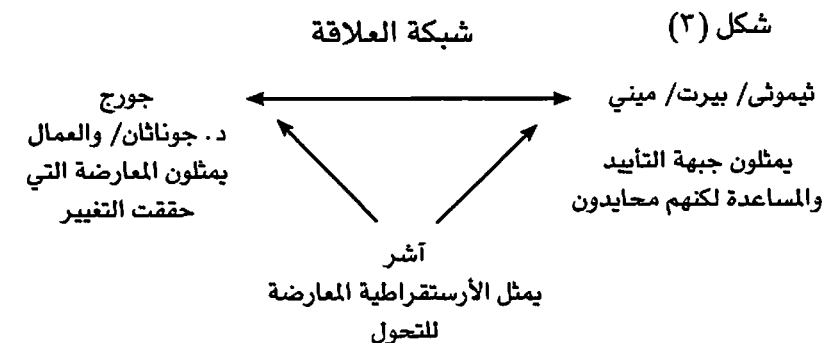 شكل (٣)
شبكة العلاقة
ثيموثى/ بيرت/ ميني
يمثلون جبهة التأييد
والمساعدة لكنهم محايدون
جورج
د. جوناثان/ والعمال
يمثلون المعارضة التي
حققت التغيير
آشر
يمثل الأرستقراطية المعارضة
للتحول